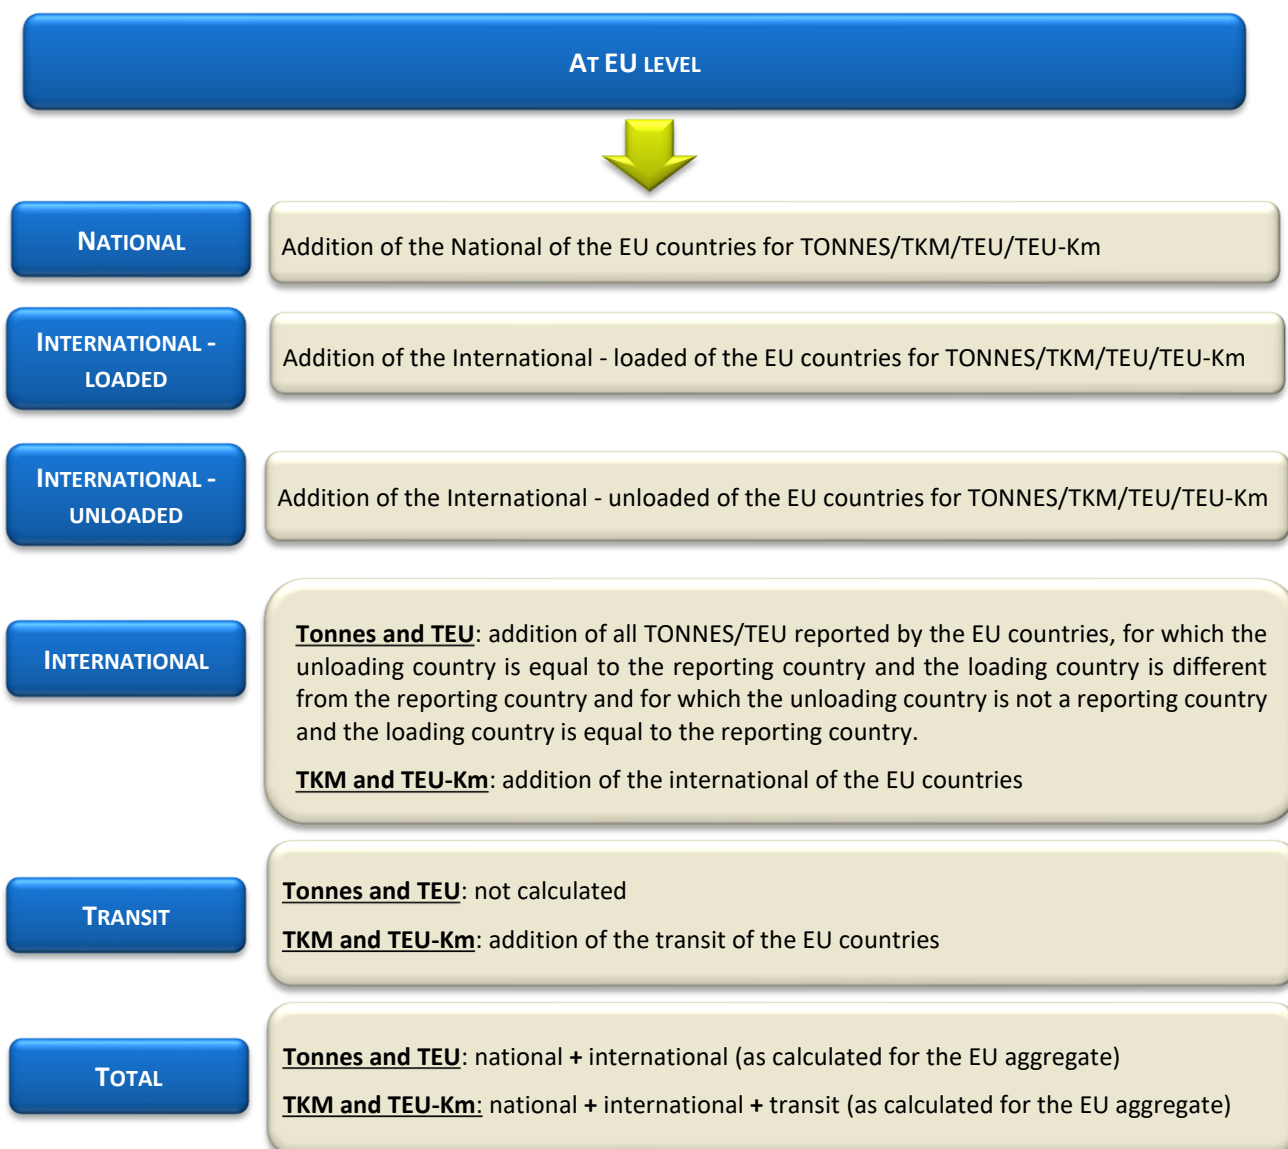 AT EU LEVEL
NATIONAL
Addition of the National of the EU countries for TONNES/TKM/TEU/TEU-Km
INTERNATIONAL -
LOADED
Addition of the International - loaded of the EU countries for TONNES/TKM/TEU/TEU-Km
INTERNATIONAL -
UNLOADED
Addition of the International - unloaded of the EU countries for TONNES/TKM/TEU/TEU-Km
INTERNATIONAL
Tonnes and TEU: addition of all TONNES/TEU reported by the EU countries, for which the
unloading country is equal to the reporting country and the loading country is different
from the reporting country and for which the unloading country is not a reporting country
and the loading country is equal to the reporting country.
TKM and TEU-Km: addition of the international of the EU countries
TRANSIT
Tonnes and TEU: not calculated
TKM and TEU-Km: addition of the transit of the EU countries
TOTAL
Tonnes and TEU: national + international (as calculated for the EU aggregate)
TKM and TEU-Km: national + international + transit (as calculated for the EU aggregate)